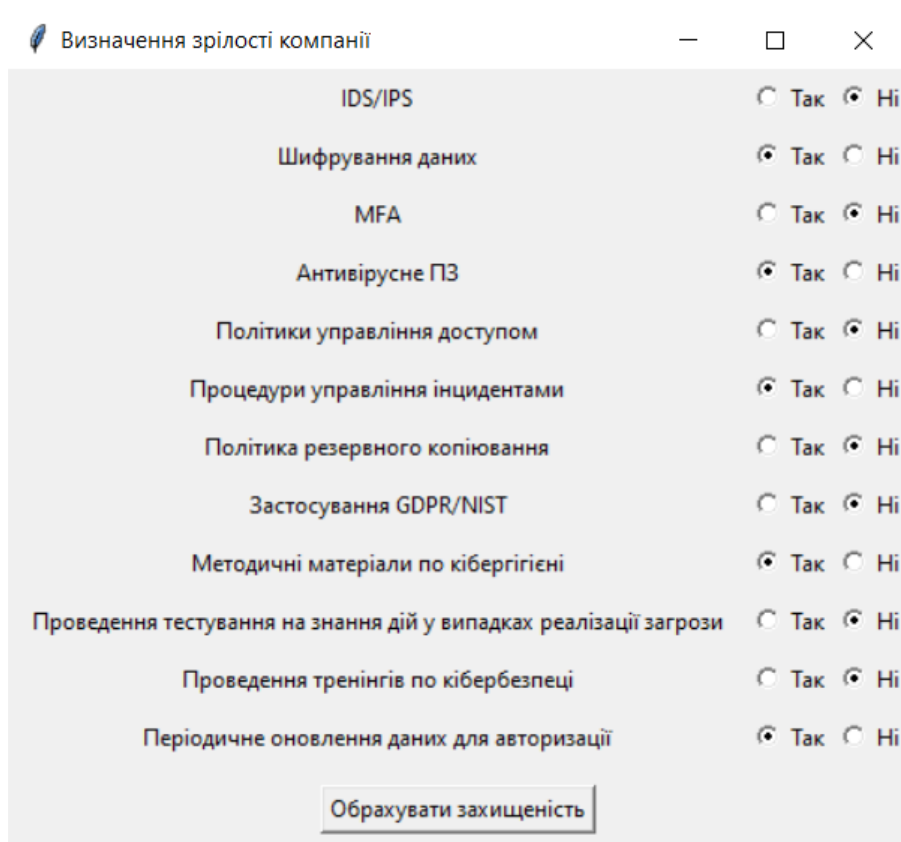 Визначення зрілості компанії
IDS/IPS Так Ні
Шифрування даних Так Ні
MFA Так Ні
Антивірусне ПЗ Так Ні
Політики управління доступом Так Ні
Процедури управління інцидентами Так Ні
Політика резервного копіювання Так Ні
Застосування GDPR/NIST Так Ні
Методичні матеріали по кібергігієні Так Ні
Проведення тестування на знання дій у випадках реалізації загрози Так Ні
Проведення тренінгів по кібербезпеці Так Ні
Періодичне оновлення даних для авторизації Так Ні
Обрахувати захищеність